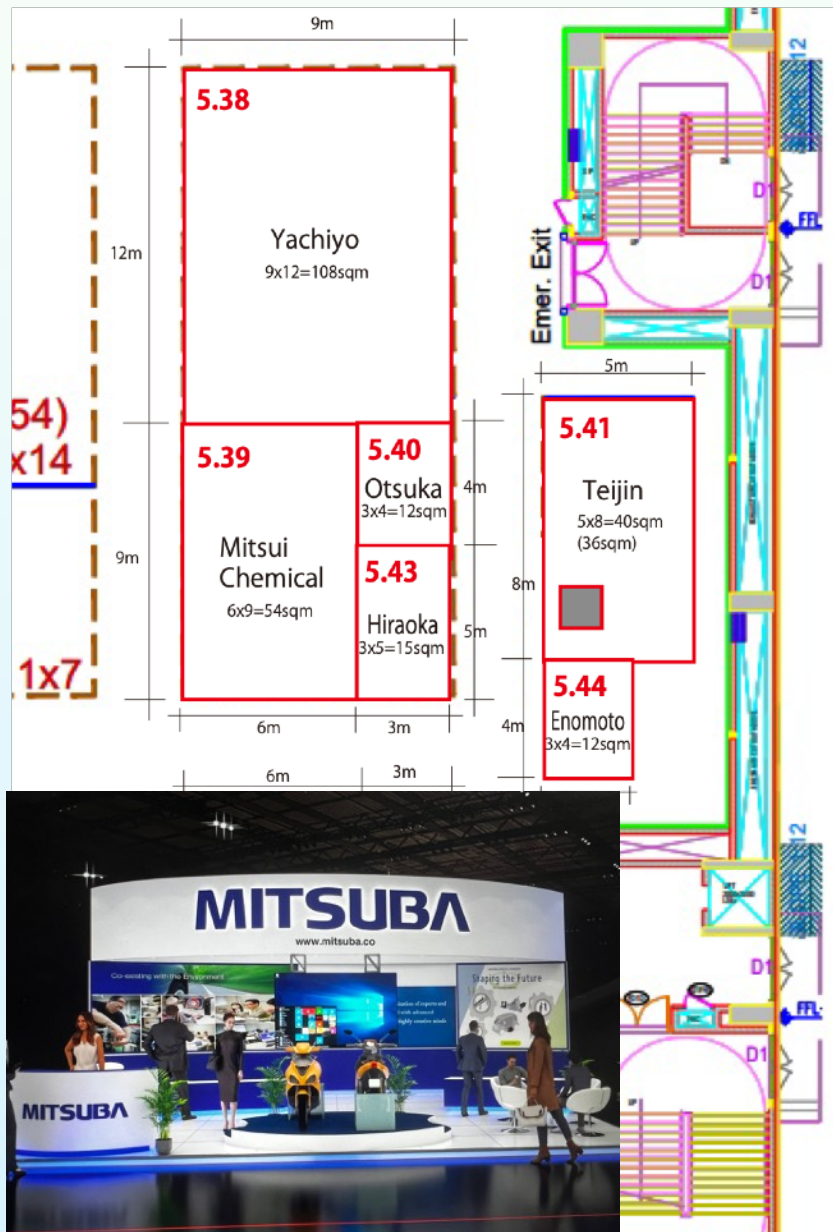 9m
12
5.38
Yachiyo
9x12=108sqm
12m
D1
FFL
Emer. Exit
D1
5m
54)
x14
5.39
5.40
5.41
Otsuka
3x4=12sqm
4m
Teijin
5x8=40sqm
(36sqm)
Mitsui
Chemical
6x9=54sqm
9m
5.43
Hiraoka
3x5=15sqm
5m
8m
1x7
5.44
Enomoto
3x4=12sqm
4m
6m
3m
6m
3m
12
MITSUBA
www.mitsuba.co
Co-existing with the Environment
Shaping the Future
MITSUBA
D1
FFL
D1